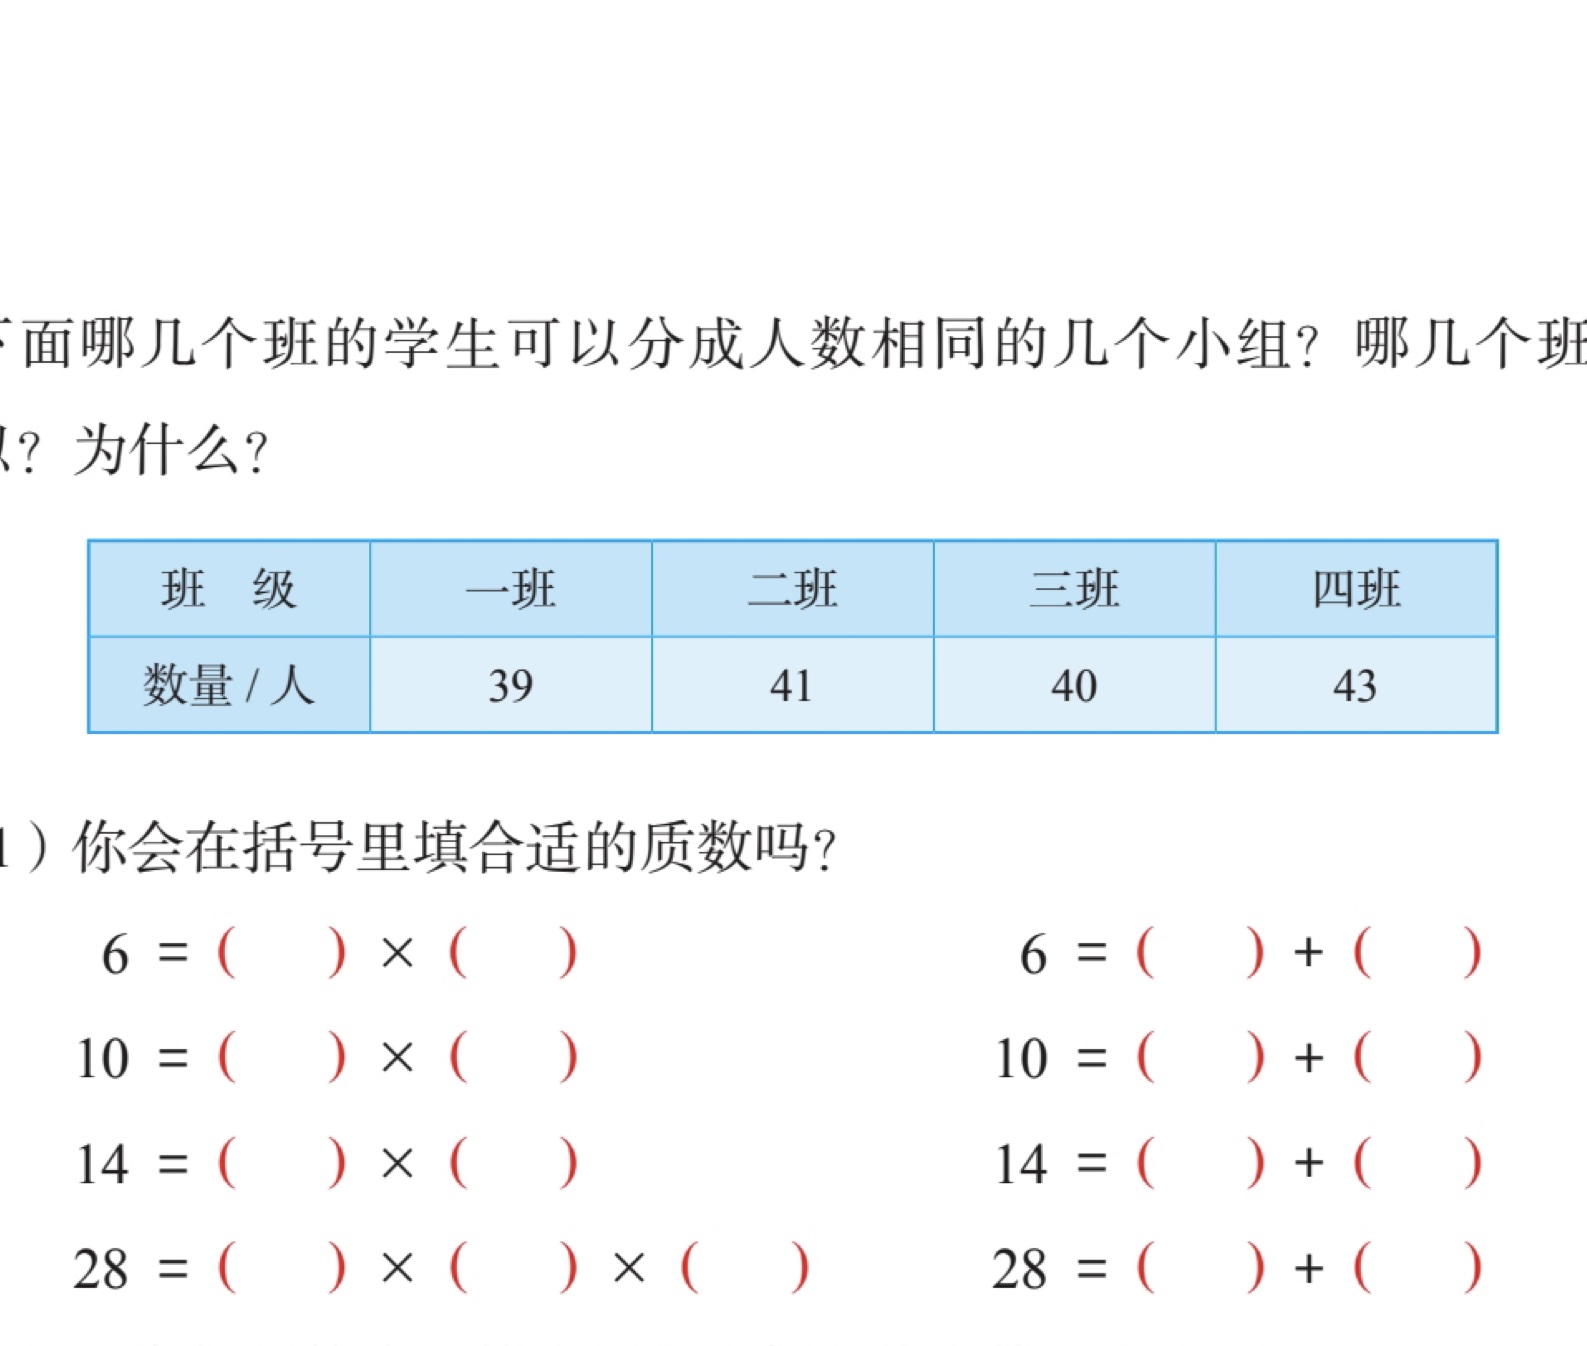 面哪几个班的学生可以分成人数相同的几个小组？哪几个班
？为什么？
班 级 一班 二班 三班 四班
数量 / 人 39 41 40 43
1）你会在括号里填合适的质数吗？
6 = ( ) × ( ) 6 = ( ) + ( )
10 = ( ) × ( ) 10 = ( ) + ( )
14 = ( ) × ( ) 14 = ( ) + ( )
28 = ( ) × ( ) × ( ) 28 = ( ) + ( )